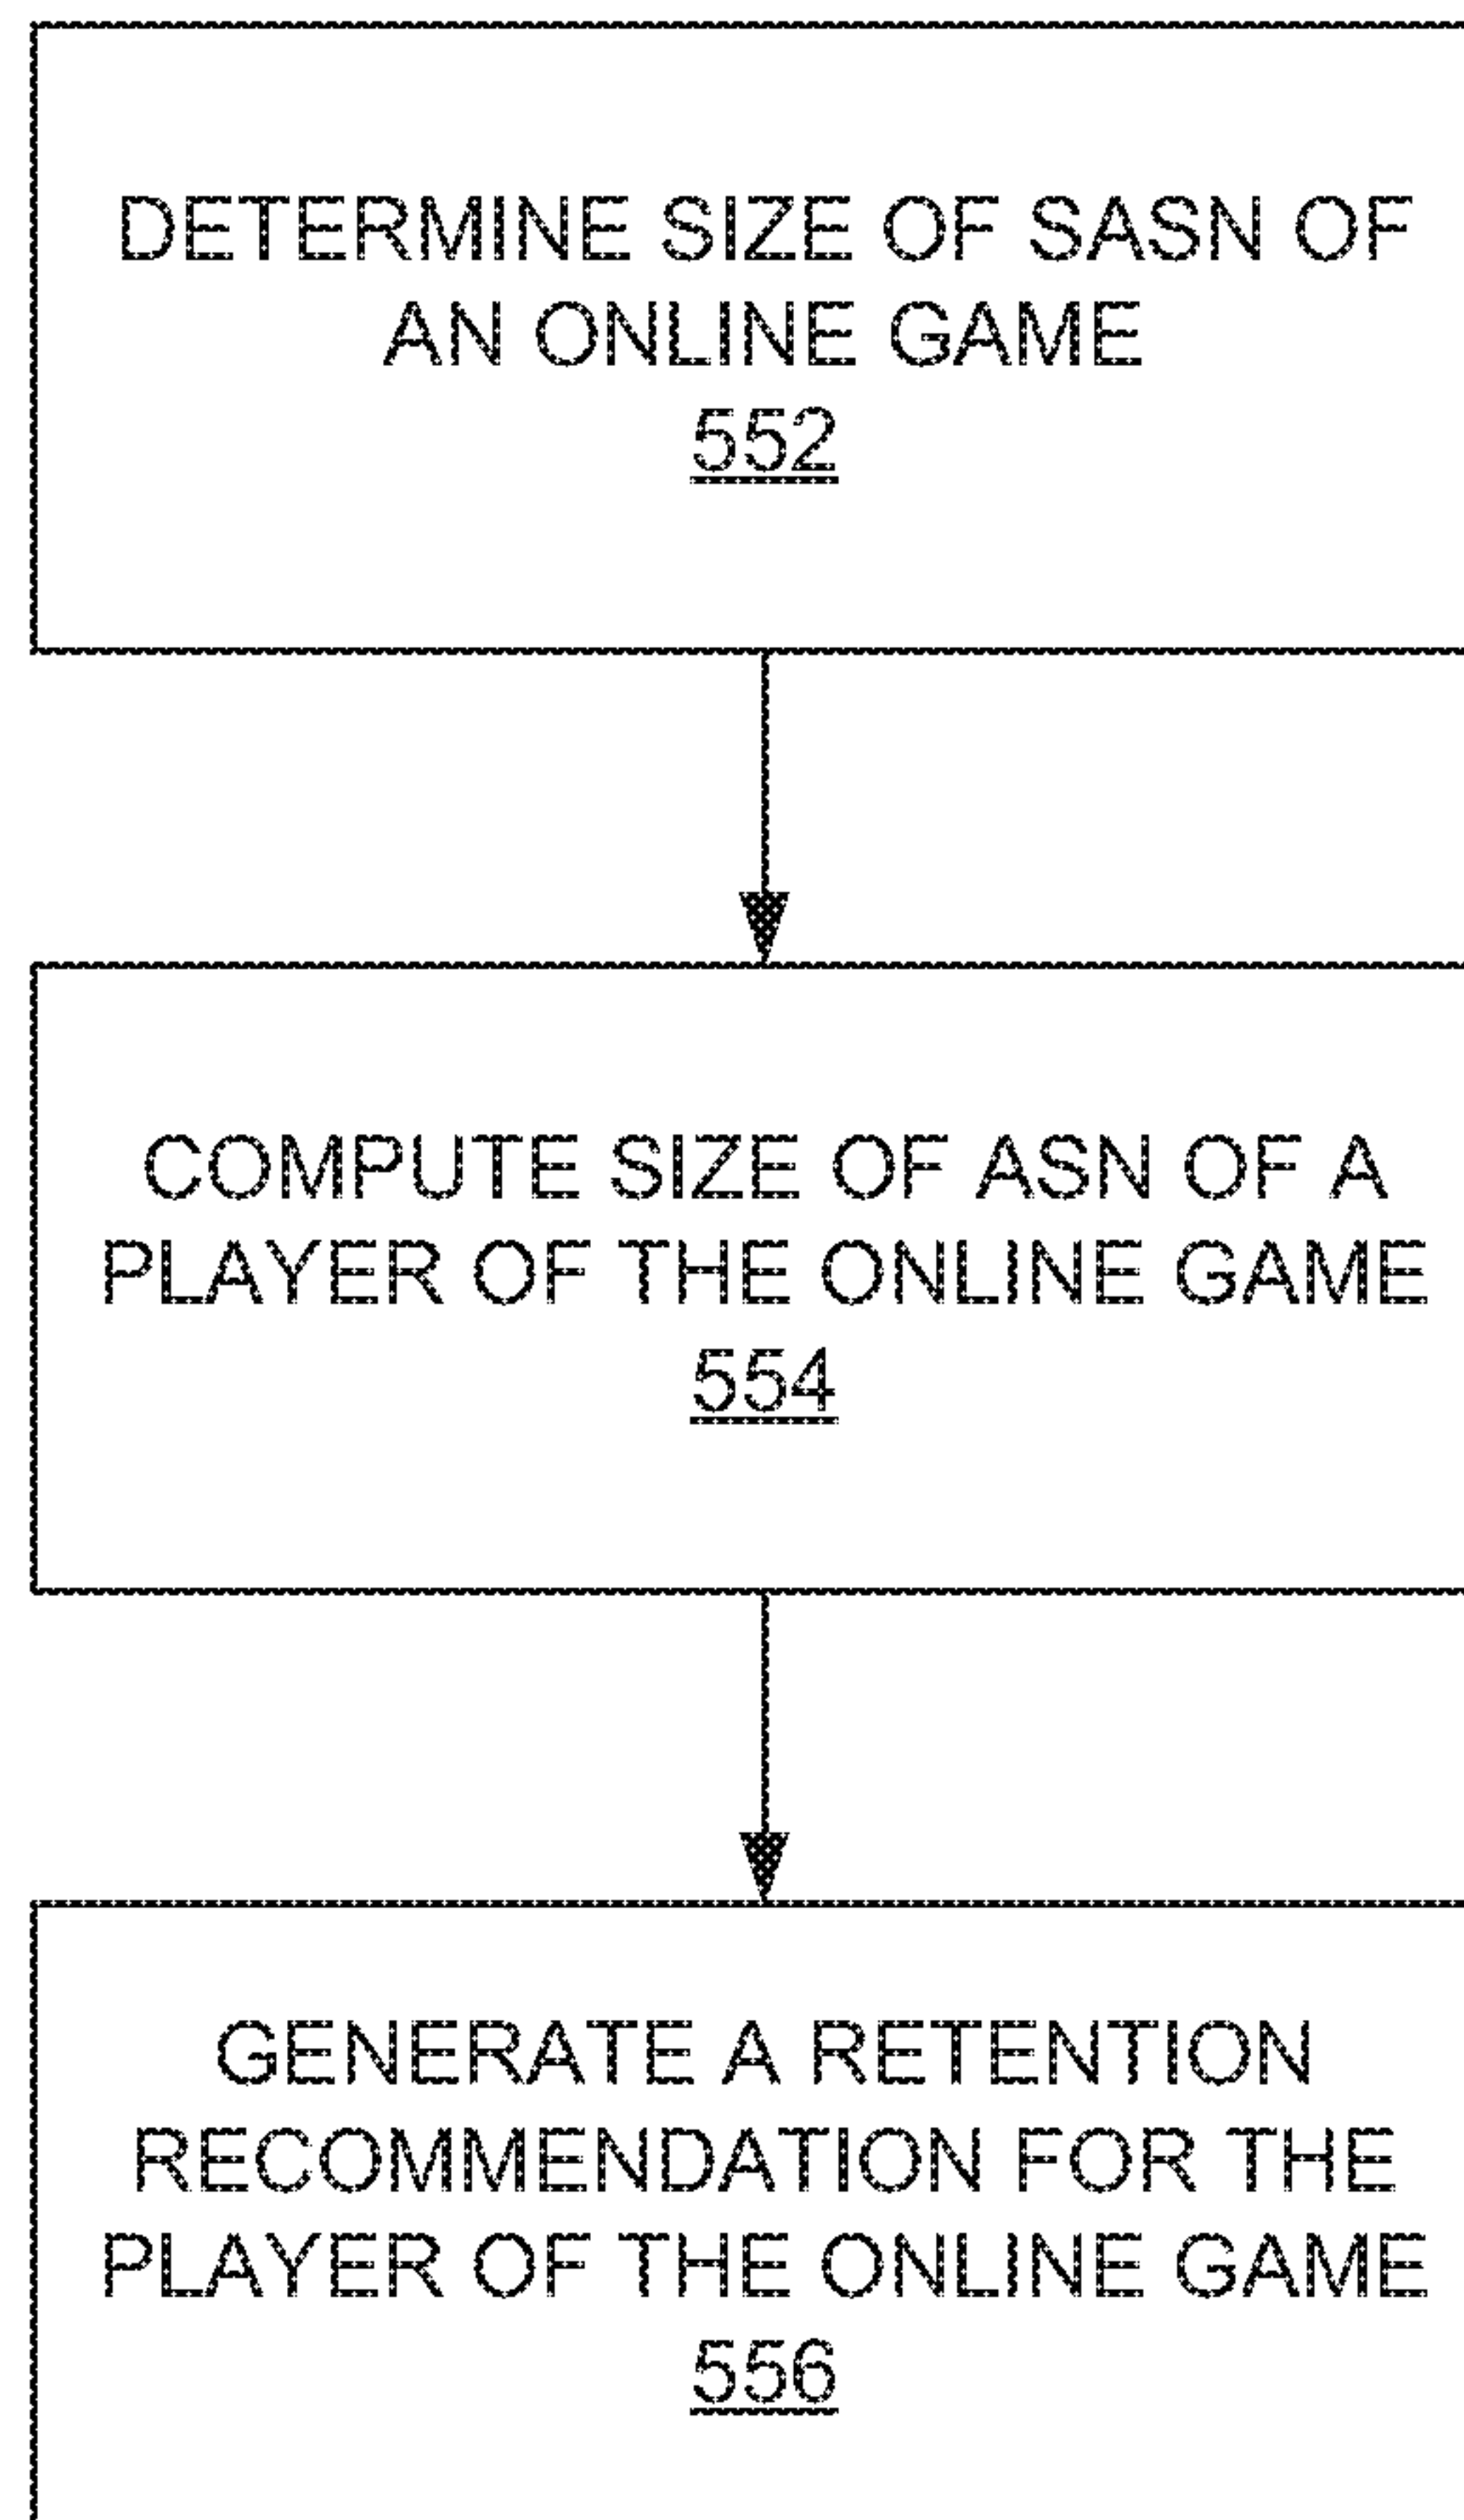 DETERMINE SIZE OF SASN OF
AN ONLINE GAME
552
COMPUTE SIZE OF ASN OF A
PLAYER OF THE ONLINE GAME
554
GENERATE A RETENTION
RECOMMENDATION FOR THE
PLAYER OF THE ONLINE GAME
556